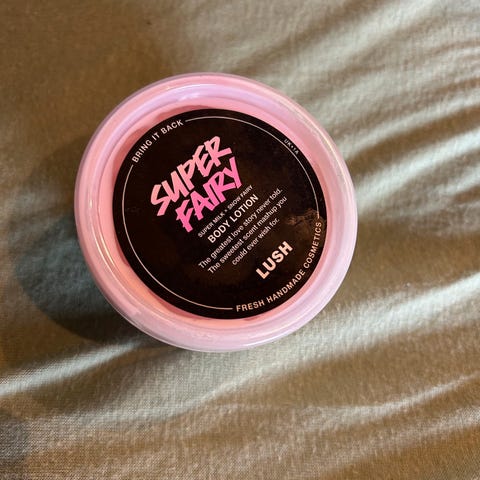 BRING IT BACK
SUPER
FAIRY
SUPER MILK + SNOW FAIRY
BODY LOTION
The greatest love story never told.
The sweetest scent mashup you
could ever wish for.
LUSH
FRESH HANDMADE COSMETICS